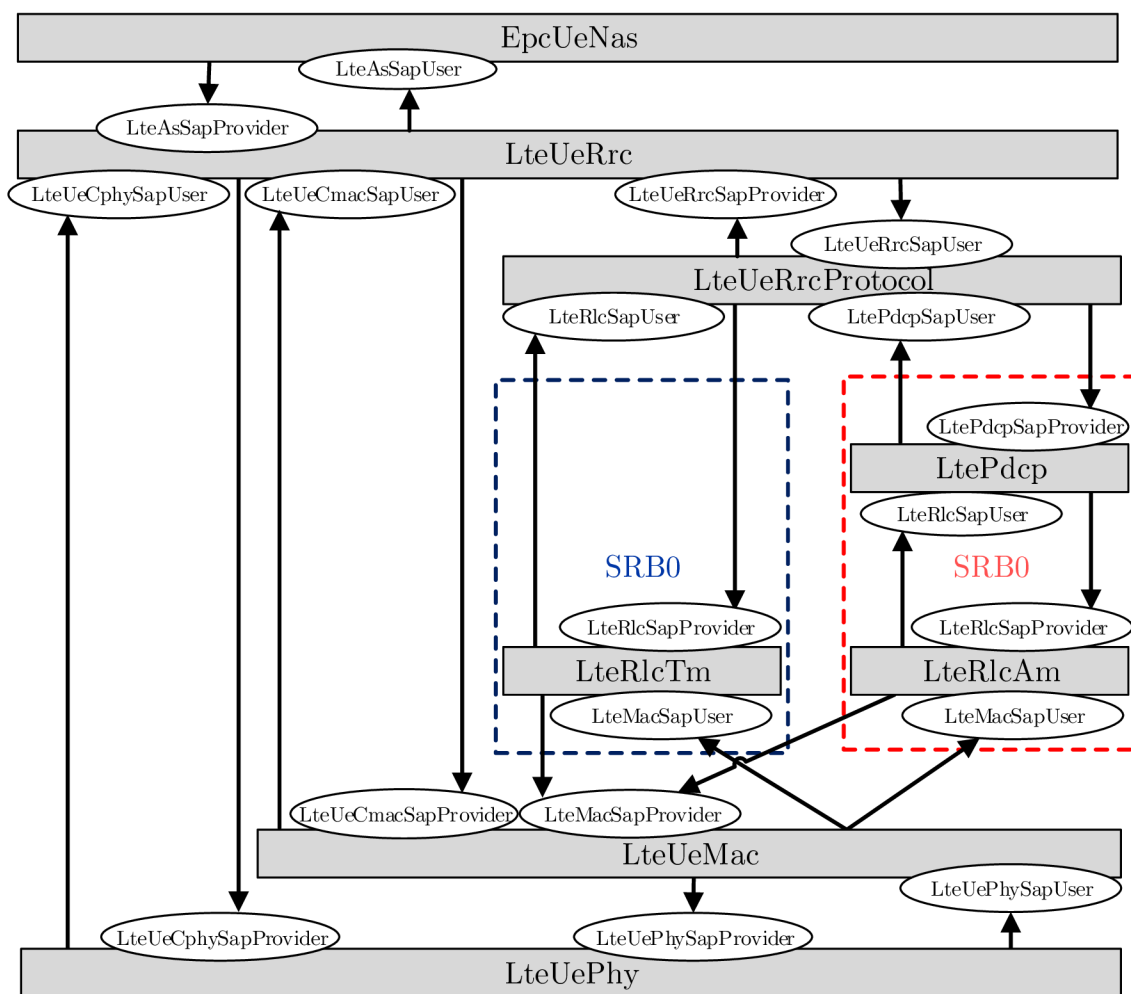 EpcUeNas
LteAsSapUser
LteAsSapProvider
LteUeRrc
LteUeCphySapUser
LteUeCmacSapUser
LteUeRrcSapProvider
LteUeRrcSapUser
LteUeRrcProtocol
LteRlcSapUser
LtePdcpSapUser
LtePdcpSapProvider
LtePdcp
LteRlcSapUser
SRB0
SRB0
LteRlcSapProvider
LteRlcSapProvider
LteRlcTm
LteRlcAm
LteMacSapUser
LteMacSapUser
LteUeCmacSapProvider
LteMacSapProvider
LteUeMac
LteUePhySapUser
LteUeCphySapProvider
LteUePhySapProvider
LteUePhy